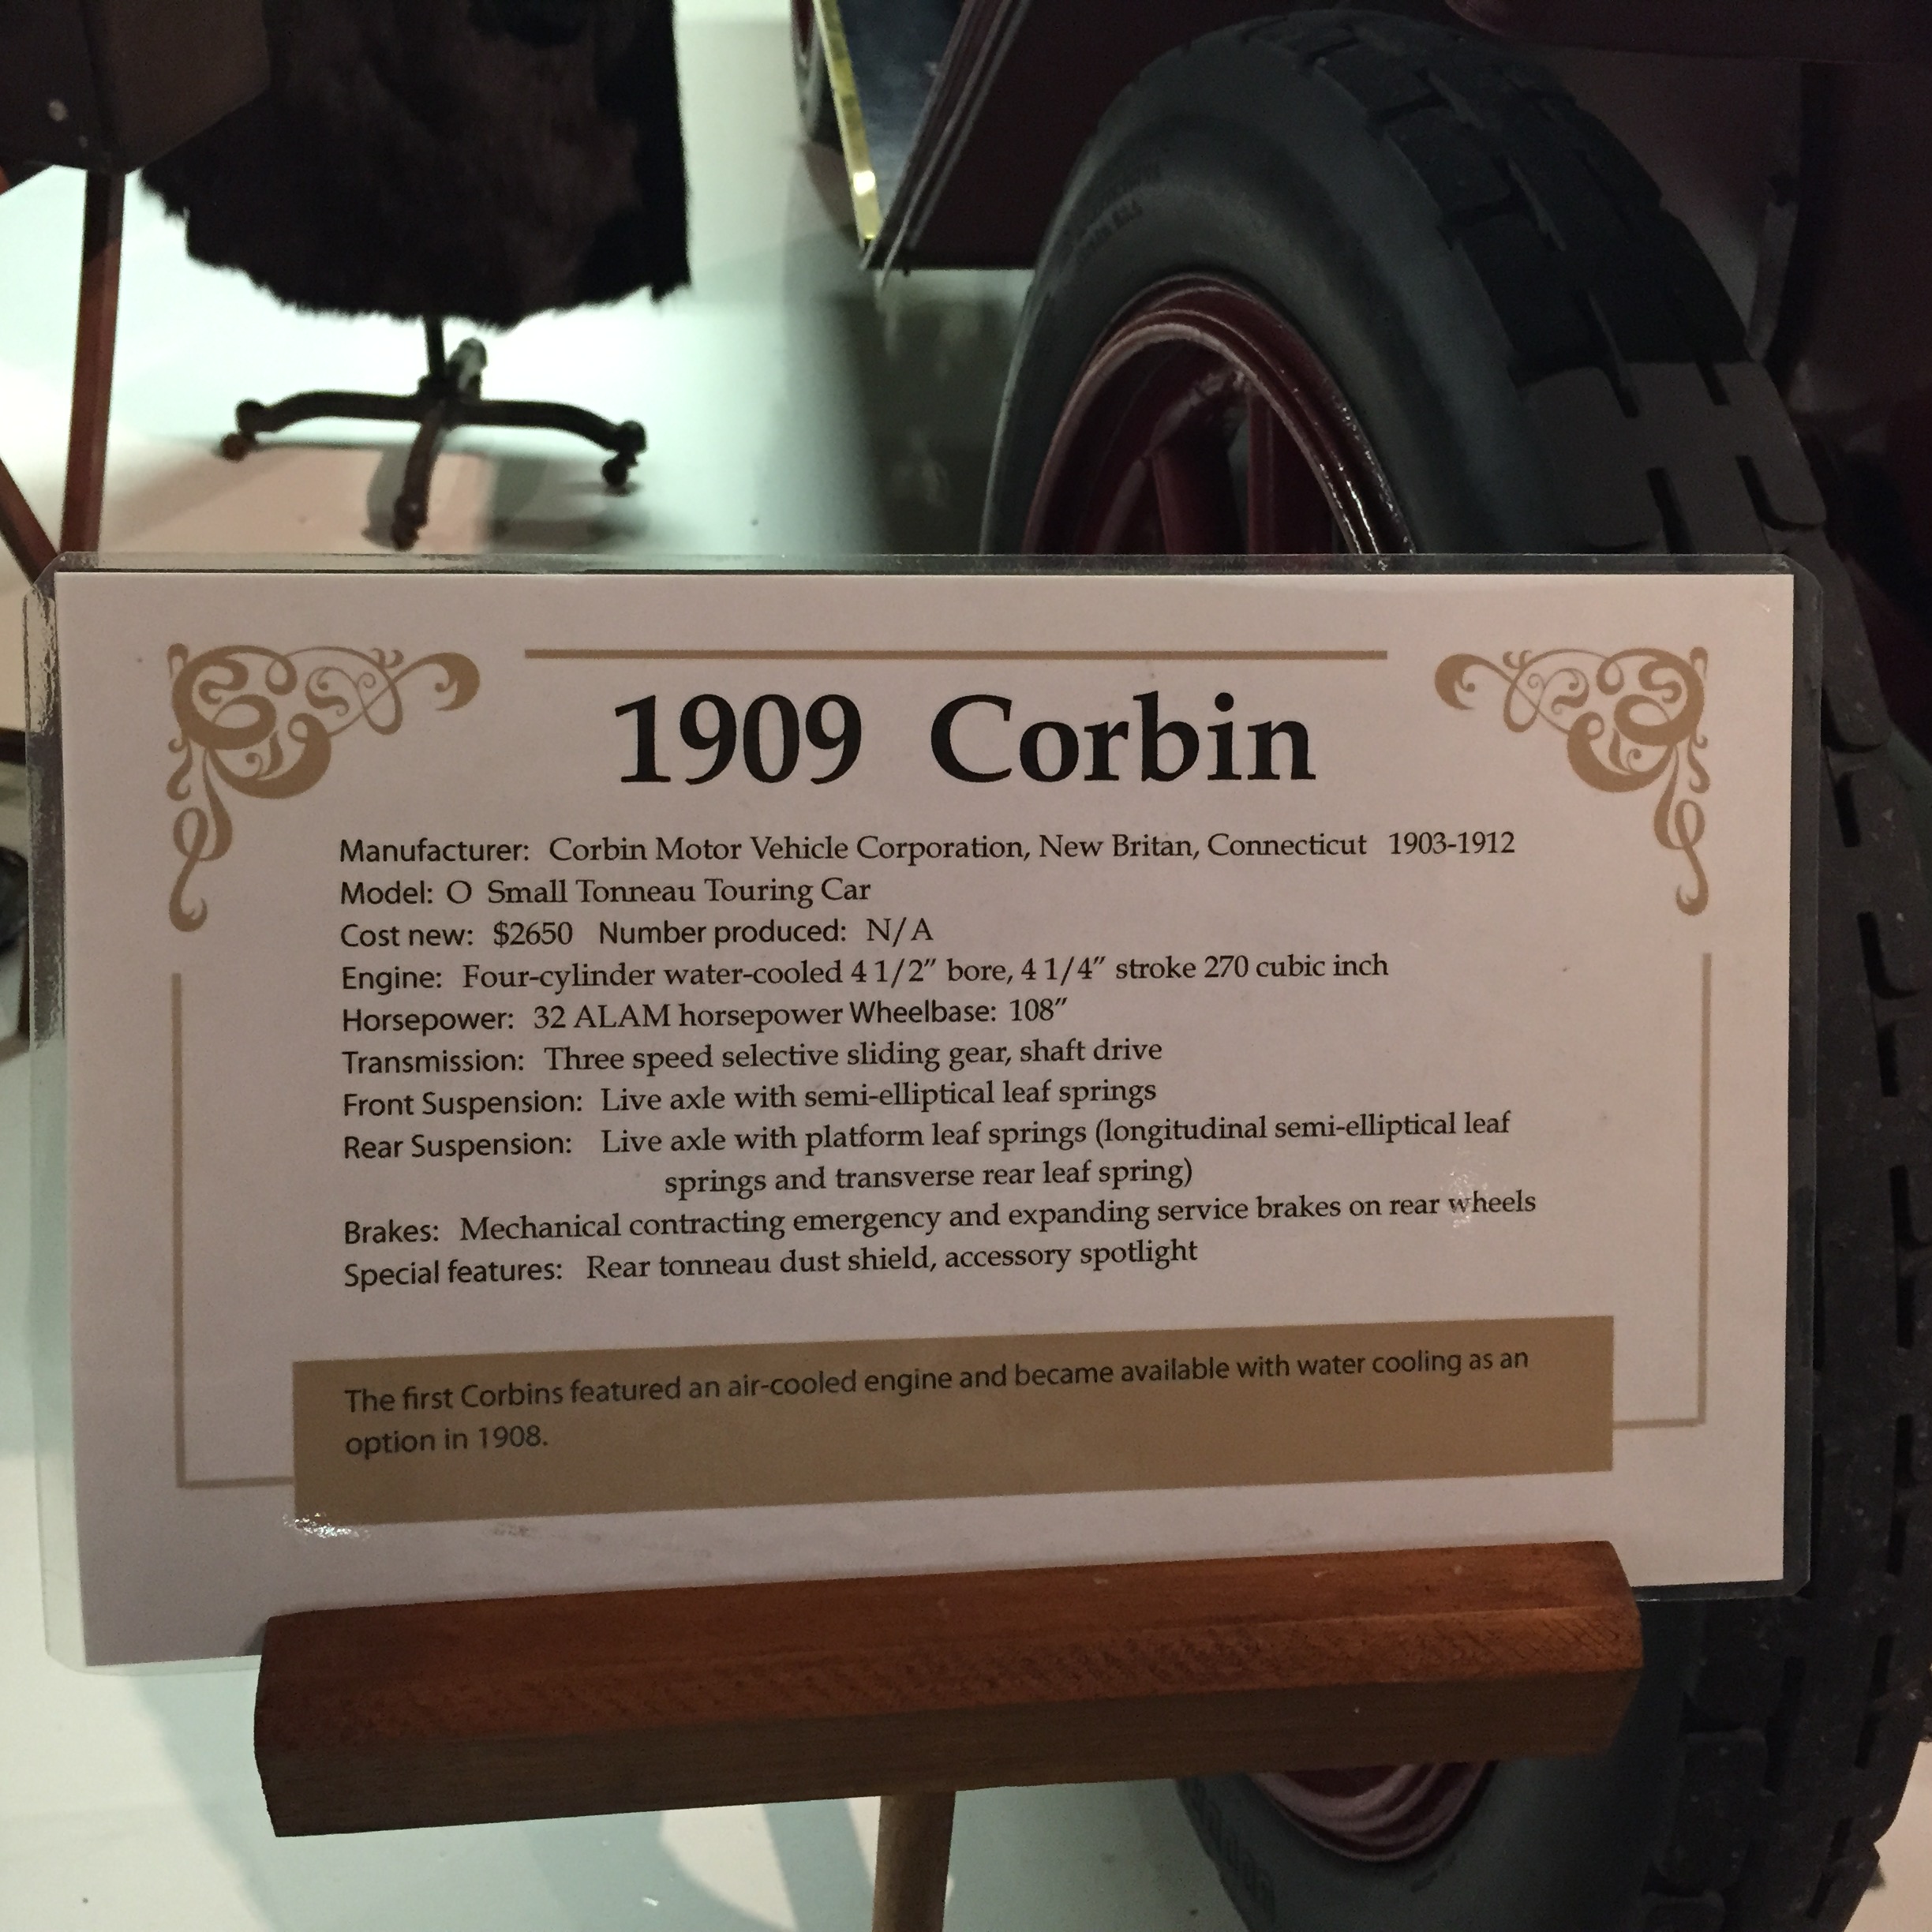 1909 Corbin
Manufacturer: Corbin Motor Vehicle Corporation, New Britan, Connecticut 1903-1912
Model: O Small Tonneau Touring Car
Cost new: $2650 Number produced: N/A
Engine: Four-cylinder water-cooled 4 1/2" bore, 4 1/4" stroke 270 cubic inch
Horsepower: 32 ALAM horsepower Wheelbase: 108"
Transmission: Three speed selective sliding gear, shaft drive
Front Suspension: Live axle with semi-elliptical leaf springs
Rear Suspension: Live axle with platform leaf springs (longitudinal semi-elliptical leaf
springs and transverse rear leaf spring)
Brakes: Mechanical contracting emergency and expanding service brakes on rear wheels
Special features: Rear tonneau dust shield, accessory spotlight
The first Corbins featured an air-cooled engine and became available with water cooling as an
option in 1908.